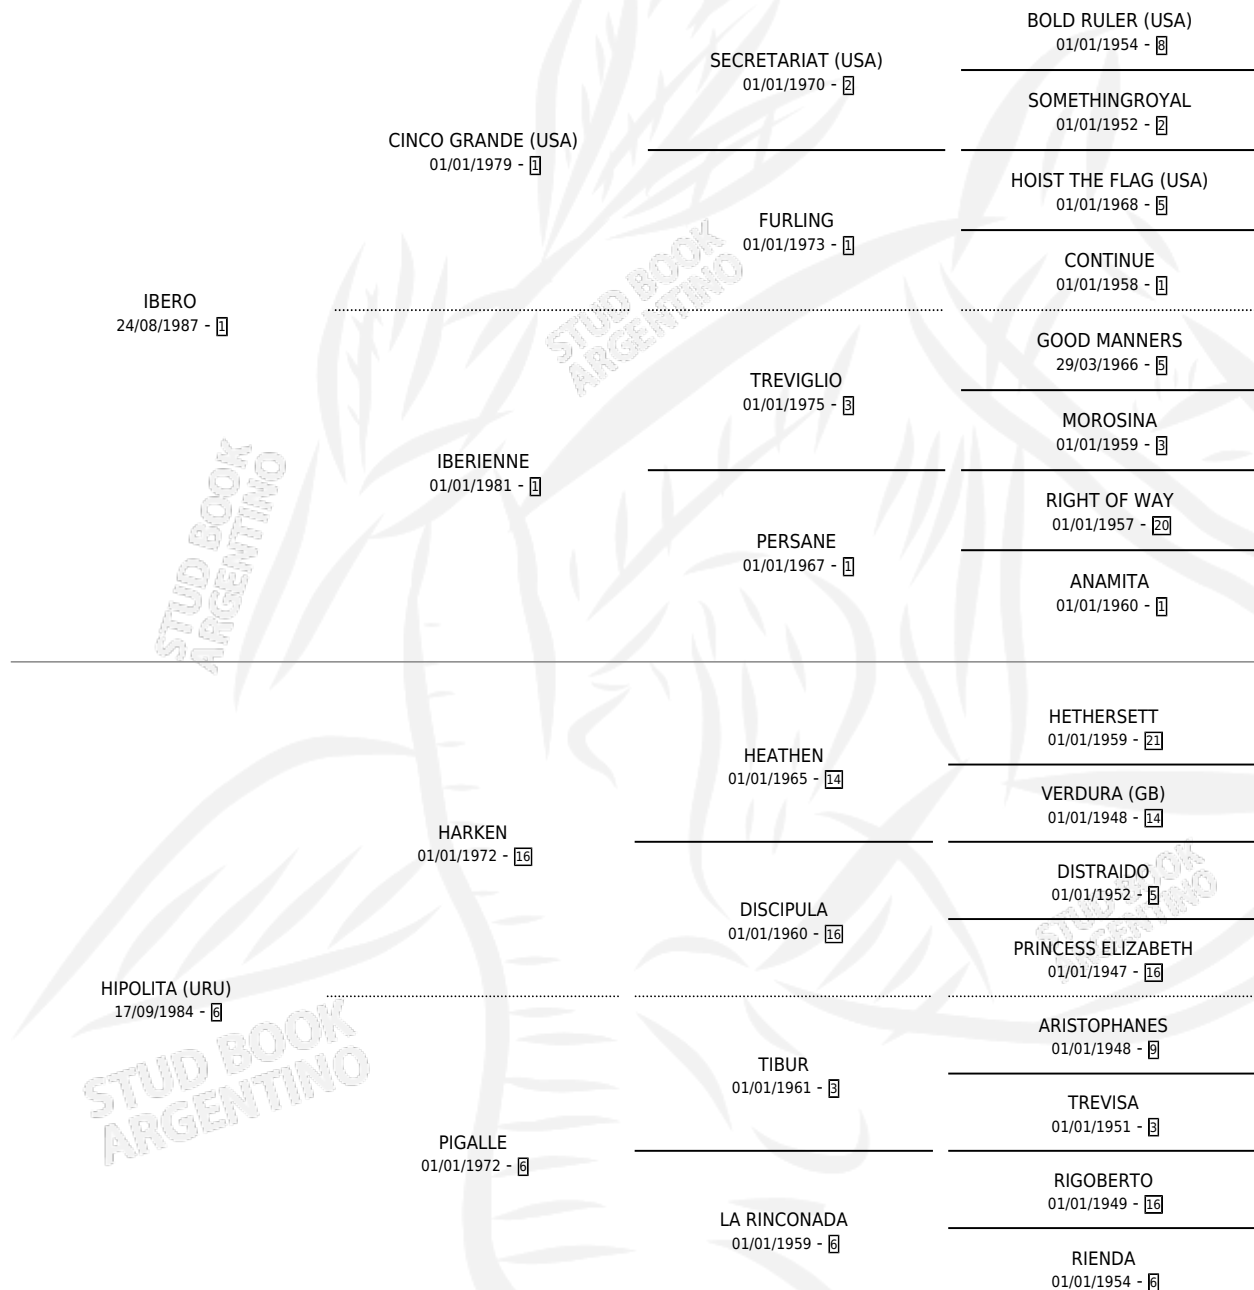 BOLD RULER (USA)
01/01/1954 - 8
SECRETARIAT (USA)
01/01/1970 - 2
SOMETHINGROYAL
01/01/1952 - 2
CINCO GRANDE (USA)
01/01/1979 - 1
HOIST THE FLAG (USA)
01/01/1968 - 5
FURLING
01/01/1973 - 1
CONTINUE
01/01/1958 - 1
IBERO
24/08/1987 - 1
GOOD MANNERS
29/03/1966 - 5
TREVIGLIO
01/01/1975 - 3
MOROSINA
01/01/1959 - 3
IBERIENNE
01/01/1981 - 1
RIGHT OF WAY
01/01/1957 - 20
PERSANE
01/01/1967 - 1
ANAMITA
01/01/1960 - 1
HETHERSETT
01/01/1959 - 21
HEATHEN
01/01/1965 - 14
VERDURA (GB)
01/01/1948 - 14
HARKEN
01/01/1972 - 16
DISTRAIDO
01/01/1952 - 5
DISCIPULA
01/01/1960 - 16
PRINCESS ELIZABETH
01/01/1947 - 16
HIPOLITA (URU)
17/09/1984 - 6
ARISTOPHANES
01/01/1948 - 9
TIBUR
01/01/1961 - 3
TREVISA
01/01/1951 - 3
PIGALLE
01/01/1972 - 6
RIGOBERTO
01/01/1949 - 16
LA RINCONADA
01/01/1959 - 6
RIENDA
01/01/1954 - 6
STUD BOOK
ARGENTINO
STUD BOOK
ARGENTINO
STUD BOOK
ARGENTINO
STUD BOOK
ARGENTINO